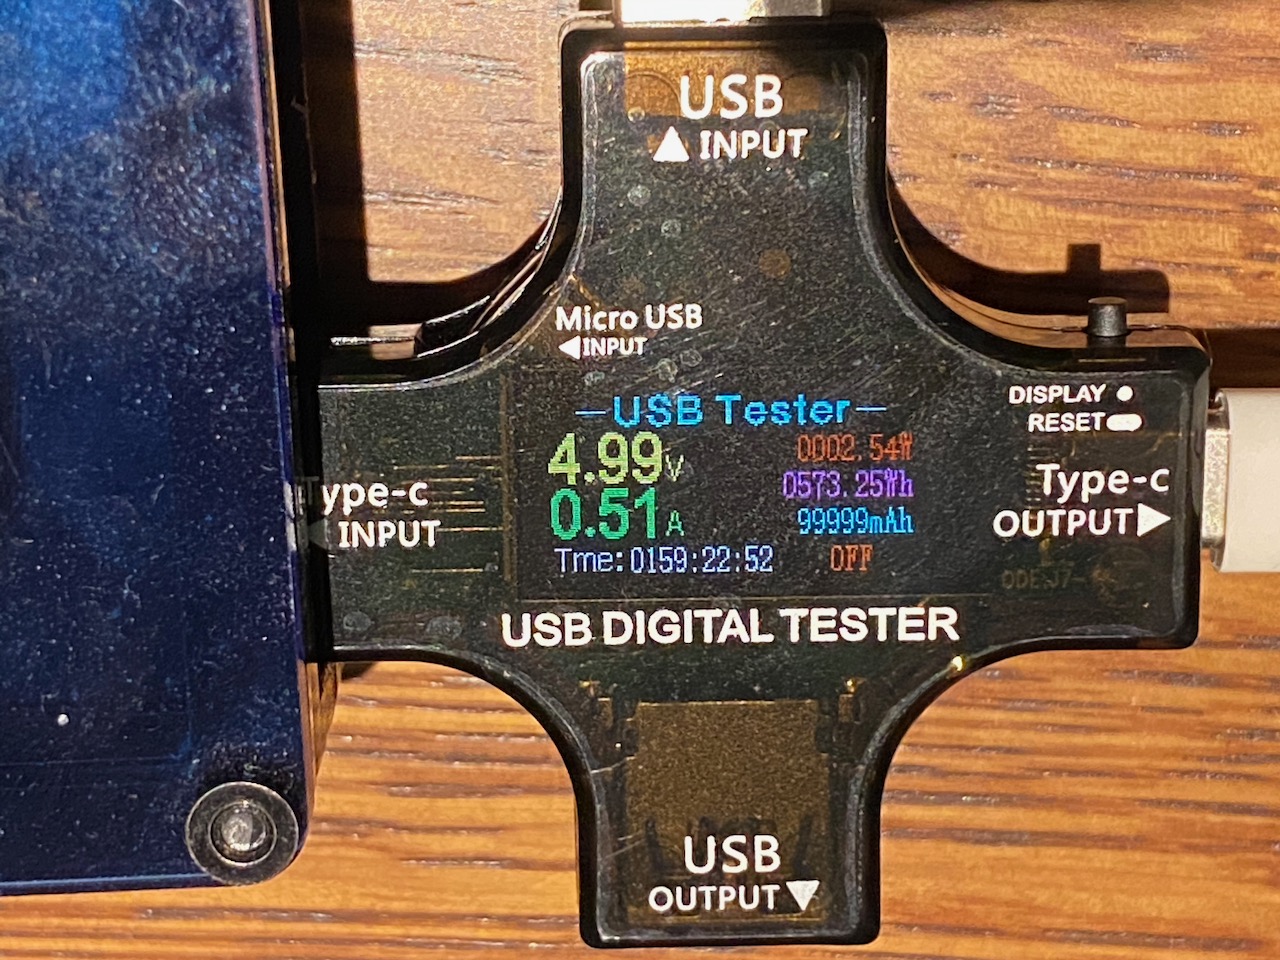 USB
▲ INPUT
Micro USB
◀INPUT
DISPLAY ●
RESET
Type-c
INPUT
Type-c
OUTPUT▶
—USB Tester—
4.99V
0002.54W
0573.25Wh
0.51A
99999mAh
Tme:0159:22:52
OFF
USB DIGITAL TESTER
USB
OUTPUT▼